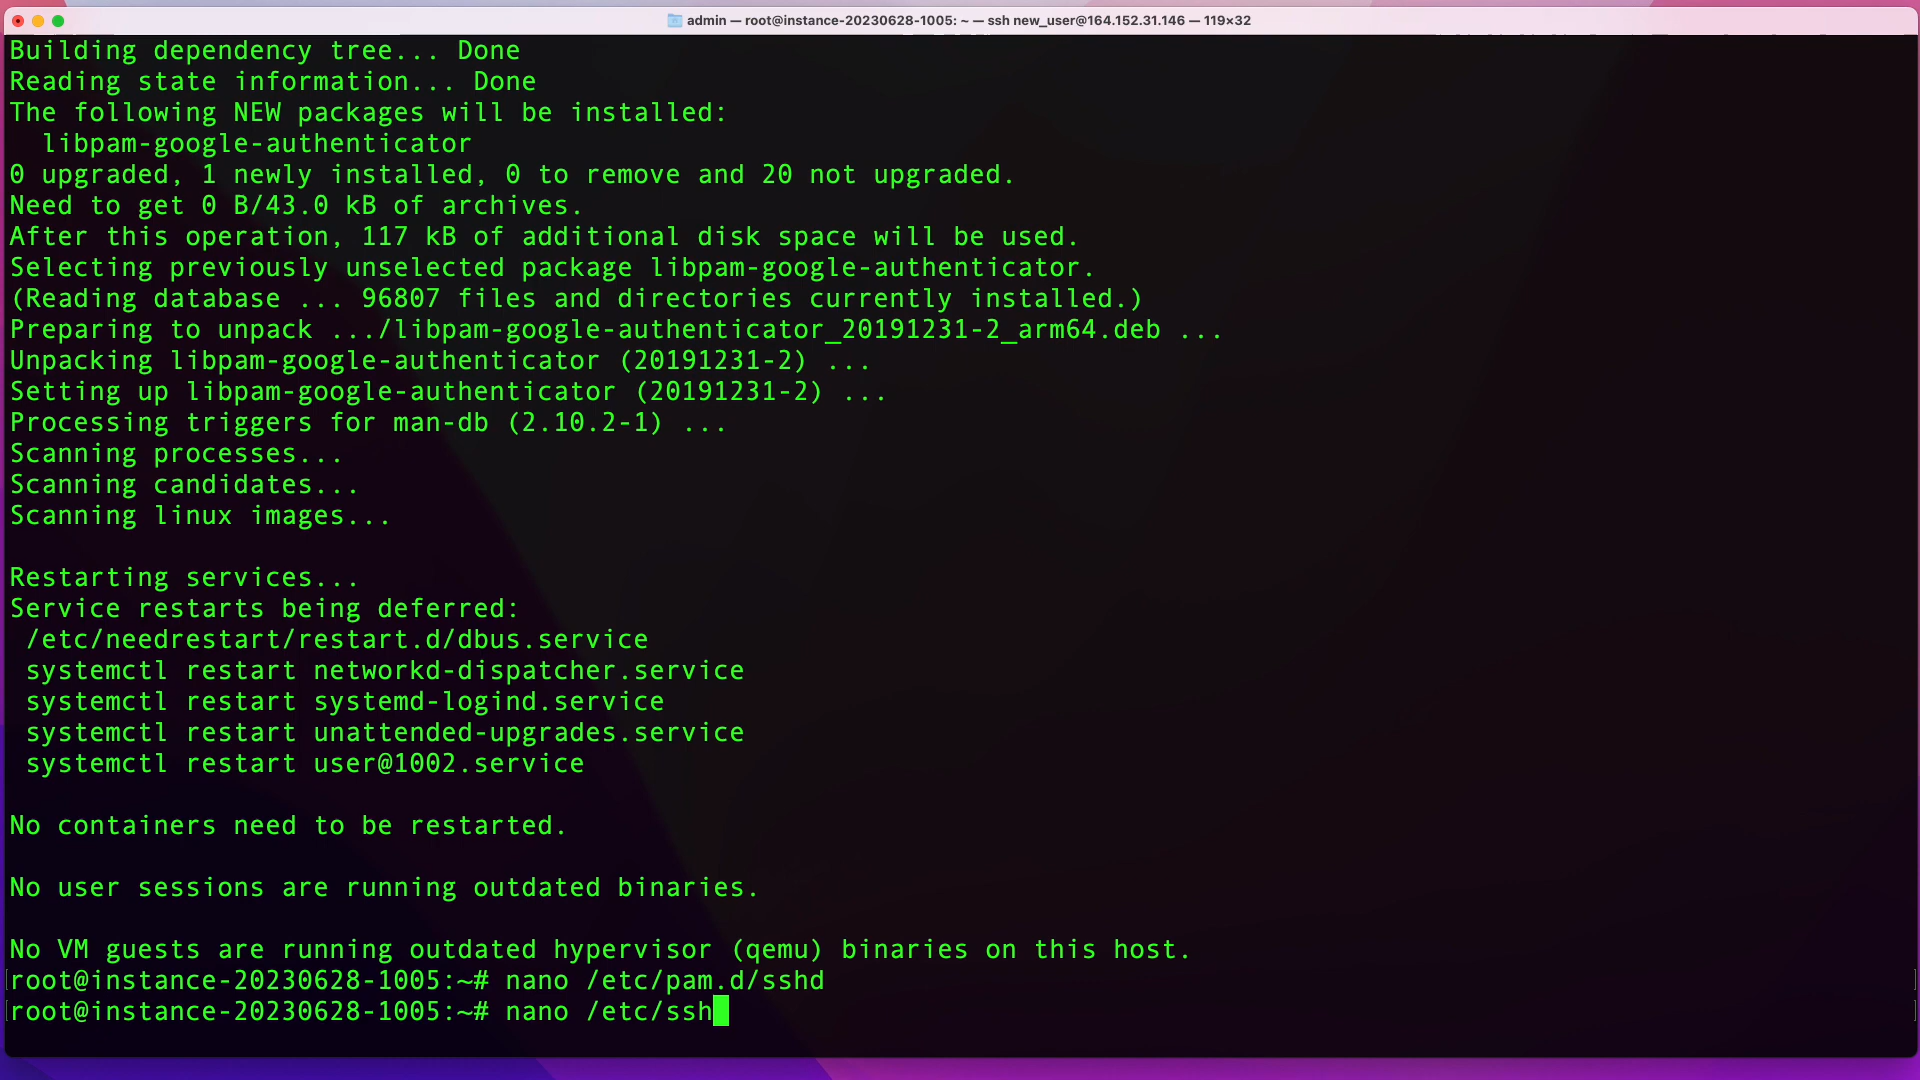 admin — root@instance-20230628-1005: ~ — ssh new_user@164.152.31.146 — 119×32
Building dependency tree... Done
Reading state information... Done
The following NEW packages will be installed:
  libpam-google-authenticator
0 upgraded, 1 newly installed, 0 to remove and 20 not upgraded.
Need to get 0 B/43.0 kB of archives.
After this operation, 117 kB of additional disk space will be used.
Selecting previously unselected package libpam-google-authenticator.
(Reading database ... 96807 files and directories currently installed.)
Preparing to unpack .../libpam-google-authenticator_20191231-2_arm64.deb ...
Unpacking libpam-google-authenticator (20191231-2) ...
Setting up libpam-google-authenticator (20191231-2) ...
Processing triggers for man-db (2.10.2-1) ...
Scanning processes...
Scanning candidates...
Scanning linux images...
Restarting services...
Service restarts being deferred:
 /etc/needrestart/restart.d/dbus.service
 systemctl restart networkd-dispatcher.service
 systemctl restart systemd-logind.service
 systemctl restart unattended-upgrades.service
 systemctl restart user@1002.service
No containers need to be restarted.
No user sessions are running outdated binaries.
No VM guests are running outdated hypervisor (qemu) binaries on this host.
[root@instance-20230628-1005:~# nano /etc/pam.d/sshd ]
[root@instance-20230628-1005:~# nano /etc/ssh ]